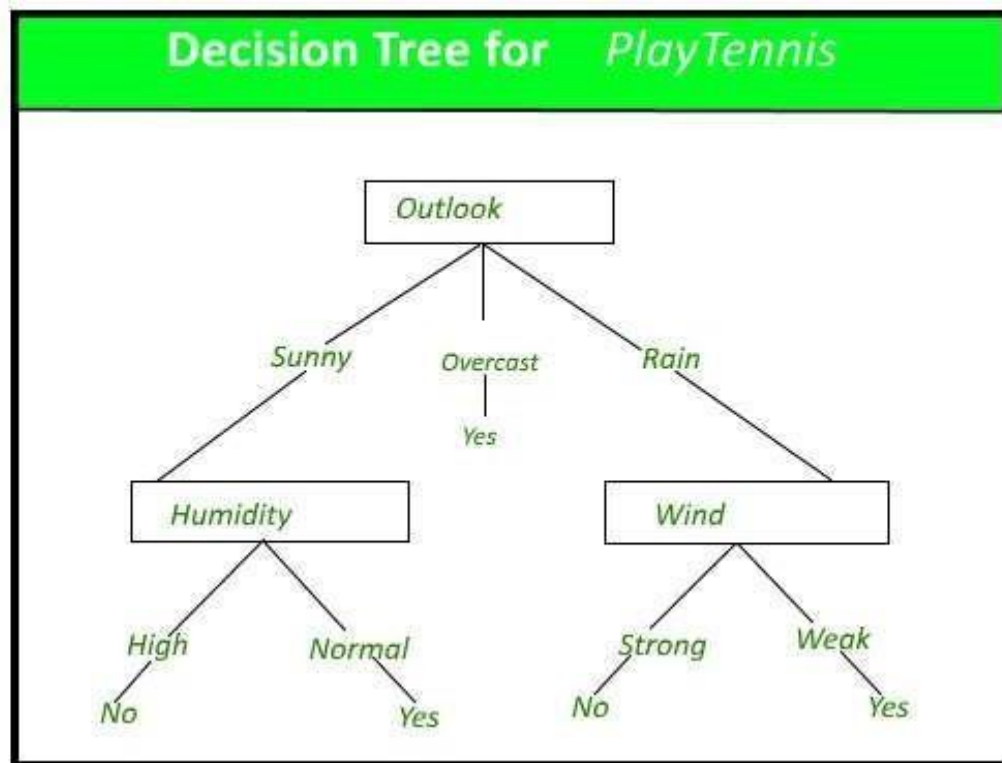 Decision Tree for PlayTennis
Outlook
Sunny Overcast Rain
Yes
Humidity Wind
High Normal Strong Weak
No Yes No Yes